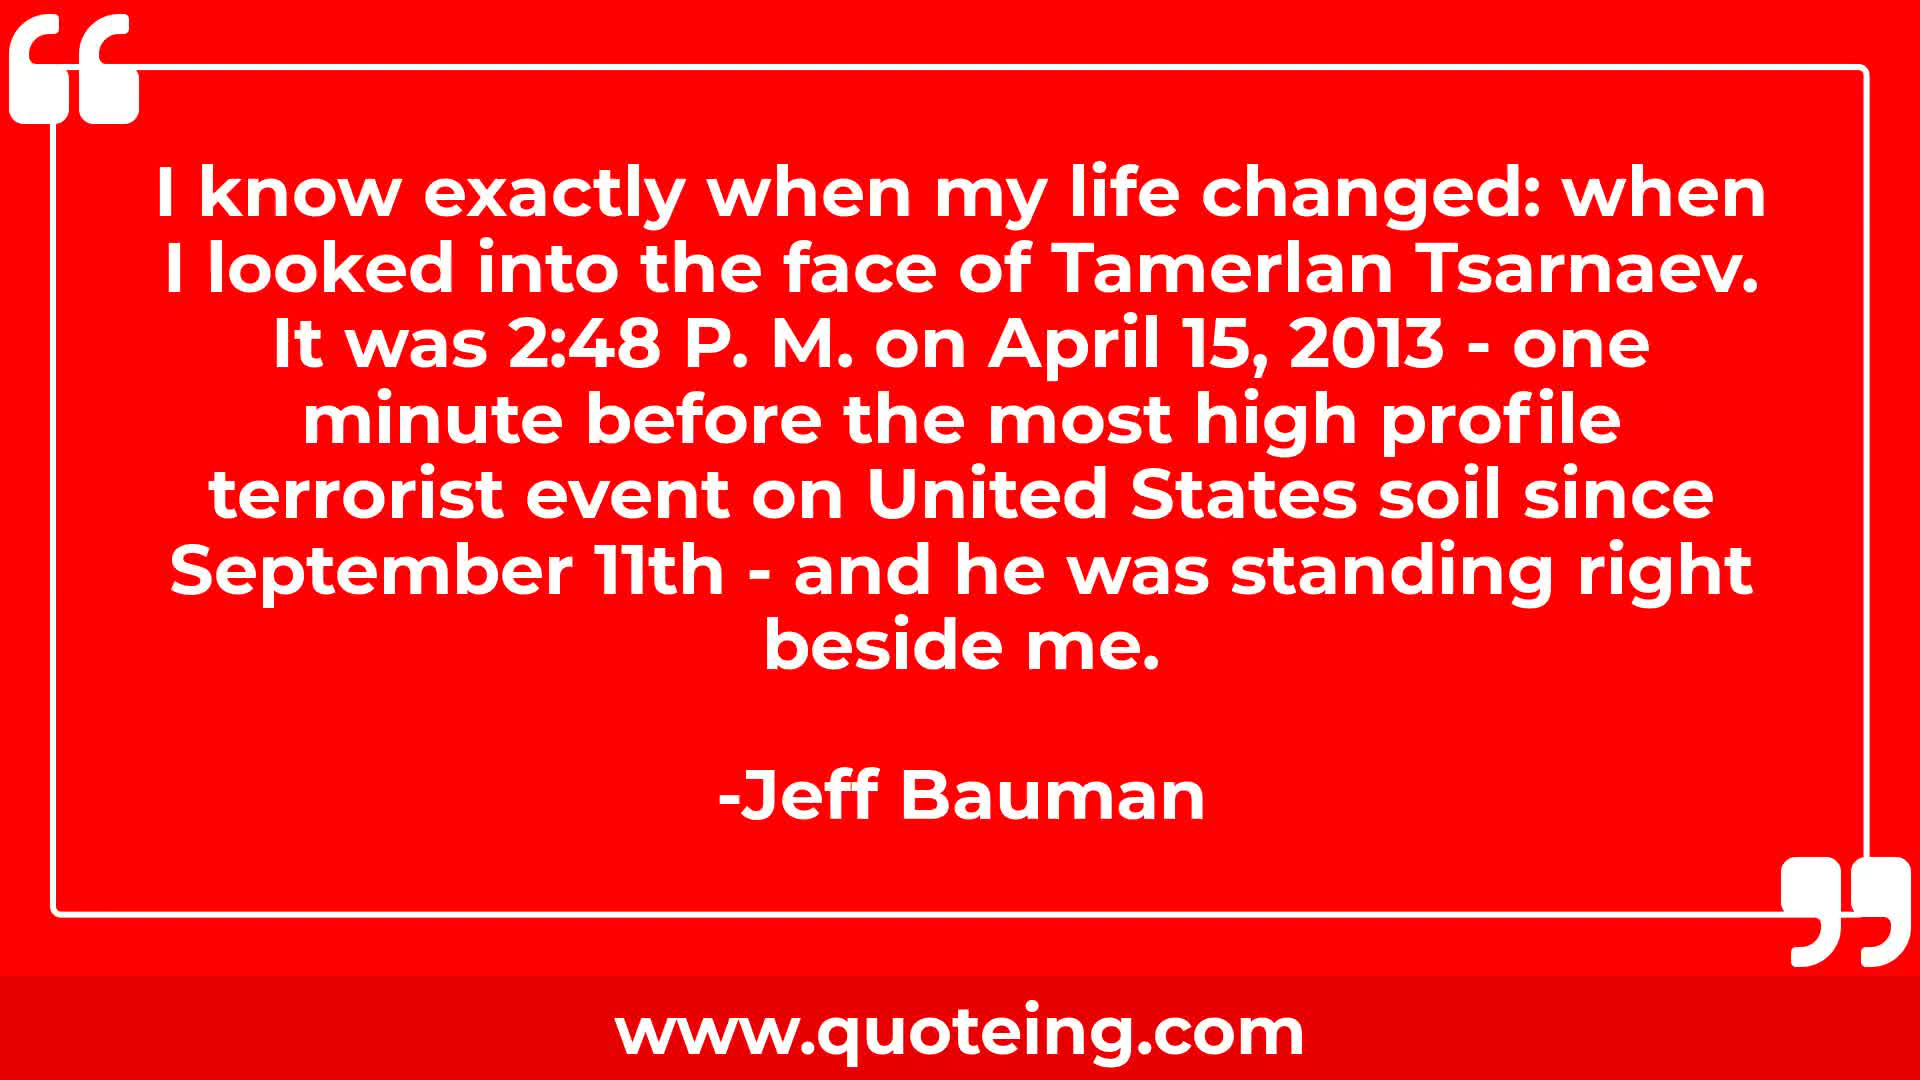 I know exactly when my life changed: when
I looked into the face of Tamerlan Tsarnaev.
It was 2:48 P. M. on April 15, 2013 - one
minute before the most high profile
terrorist event on United States soil since
September 11th - and he was standing right
beside me.
-Jeff Bauman
www.quoteing.com